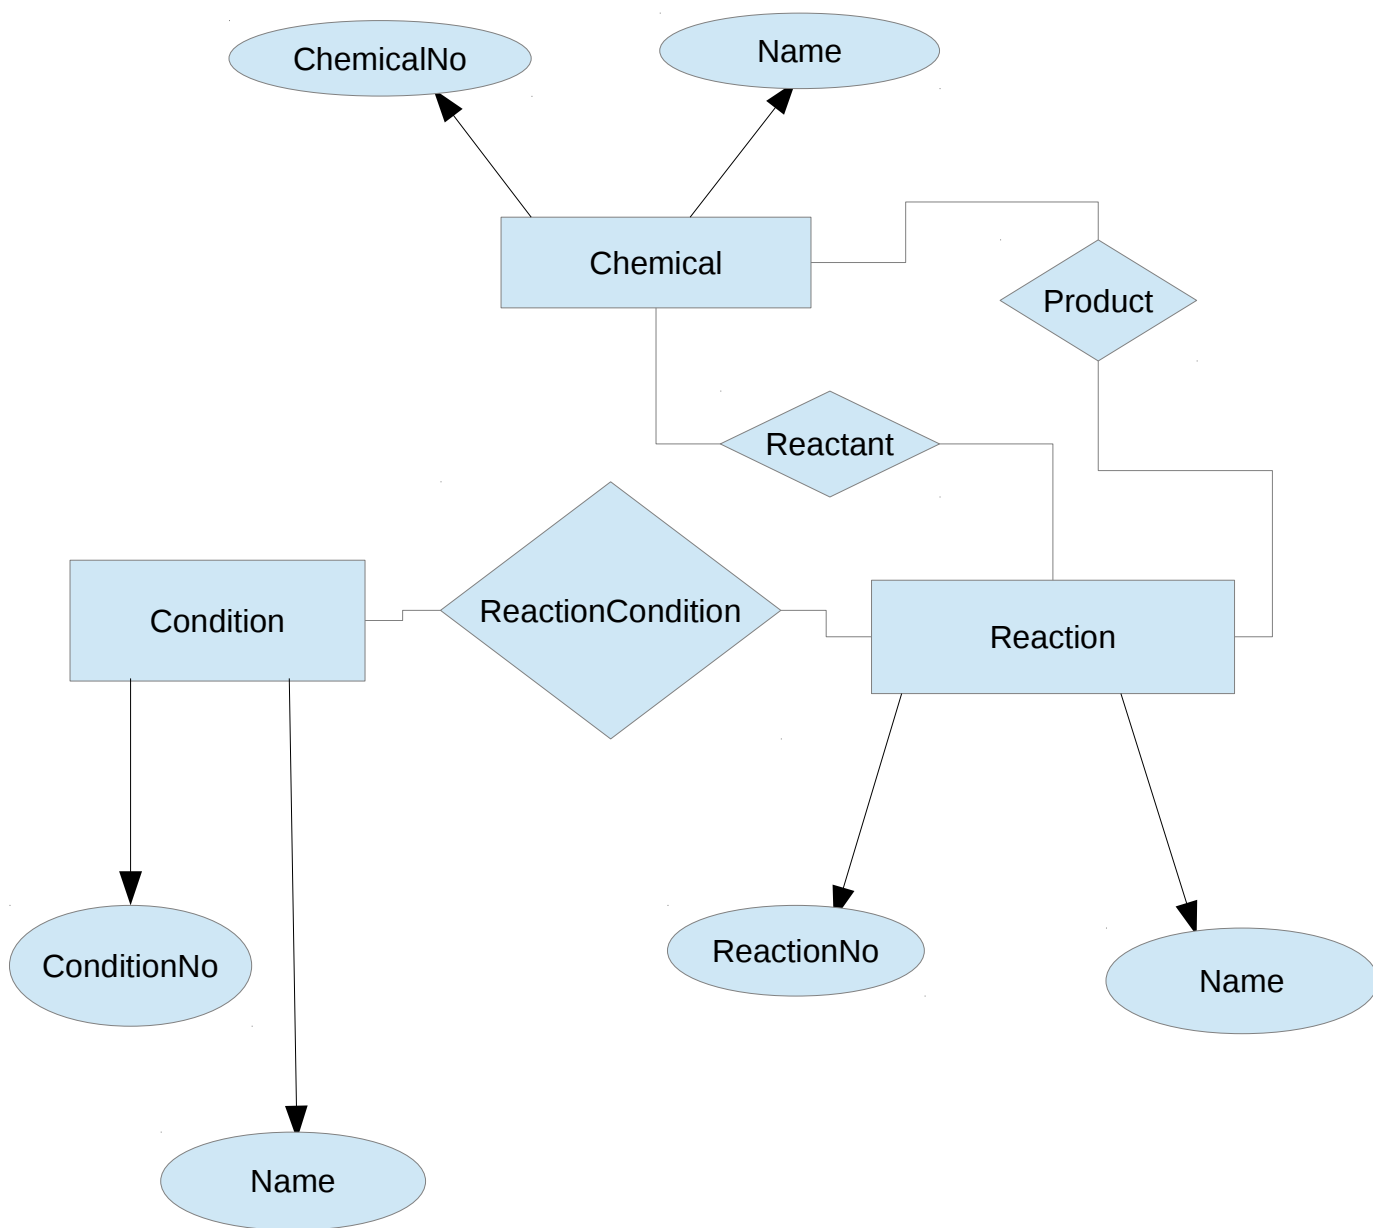 ChemicalNo
Name
Chemical
Product
Reactant
ReactionCondition
Condition
Reaction
ConditionNo
ReactionNo
Name
Name